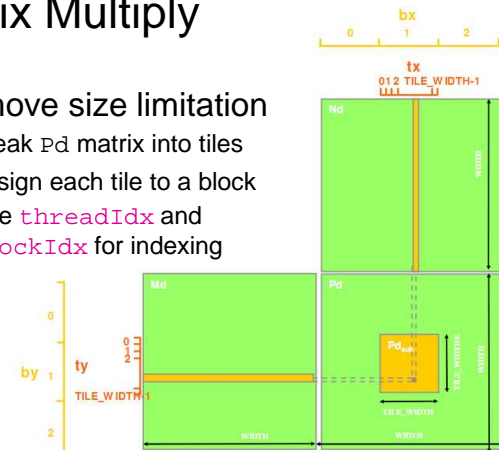 ix Multiply
move size limitation
eak Pd matrix into tiles
sign each tile to a block
e threadIdx and
ockIdx for indexing
bx
0 1 2
tx
0 1 2 TILE_WIDTH-1
Nd
WIDTH
Md
Pd
Pdsub
TILE_WIDTHE
WIDTH
TILE_WIDTH
WIDTH
WIDTH
by
0
1
2
ty
0
1
2
TILE_WIDTH-1